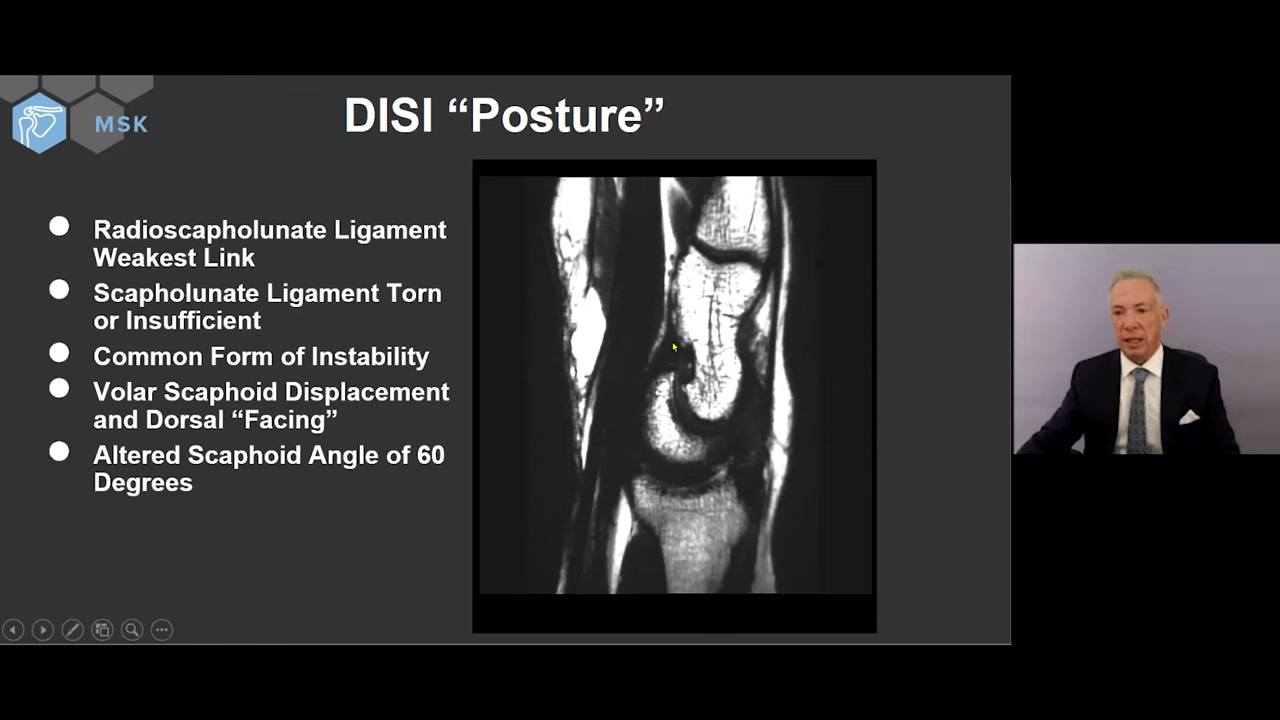 MSK
DISI “Posture”
Radioscapholunate Ligament
Weakest Link
Scapholunate Ligament Torn
or Insufficient
Common Form of Instability
Volar Scaphoid Displacement
and Dorsal “Facing”
Altered Scaphoid Angle of 60
Degrees